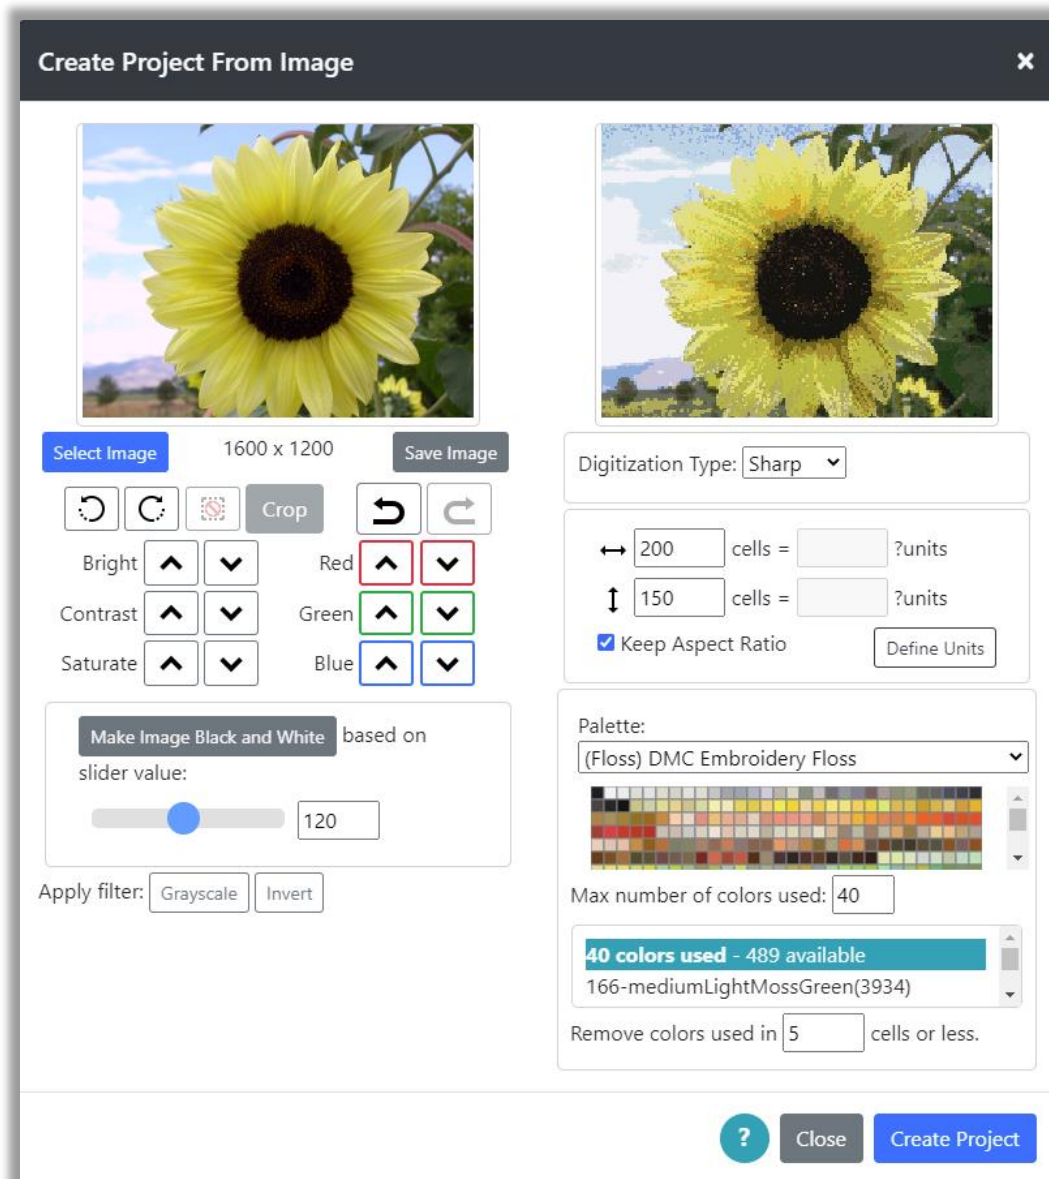 Create Project From Image ×
Select Image 1600 x 1200 Save Image
Crop
Bright Red
Contrast Green
Saturate Blue
Make Image Black and White based on
slider value:
120
Apply filter: Grayscale Invert
Digitization Type: Sharp
200 cells = ?units
150 cells = ?units
Keep Aspect Ratio Define Units
Palette:
(Floss) DMC Embroidery Floss
Max number of colors used: 40
40 colors used - 489 available
166-mediumLightMossGreen(3934)
Remove colors used in 5 cells or less.
? Close Create Project